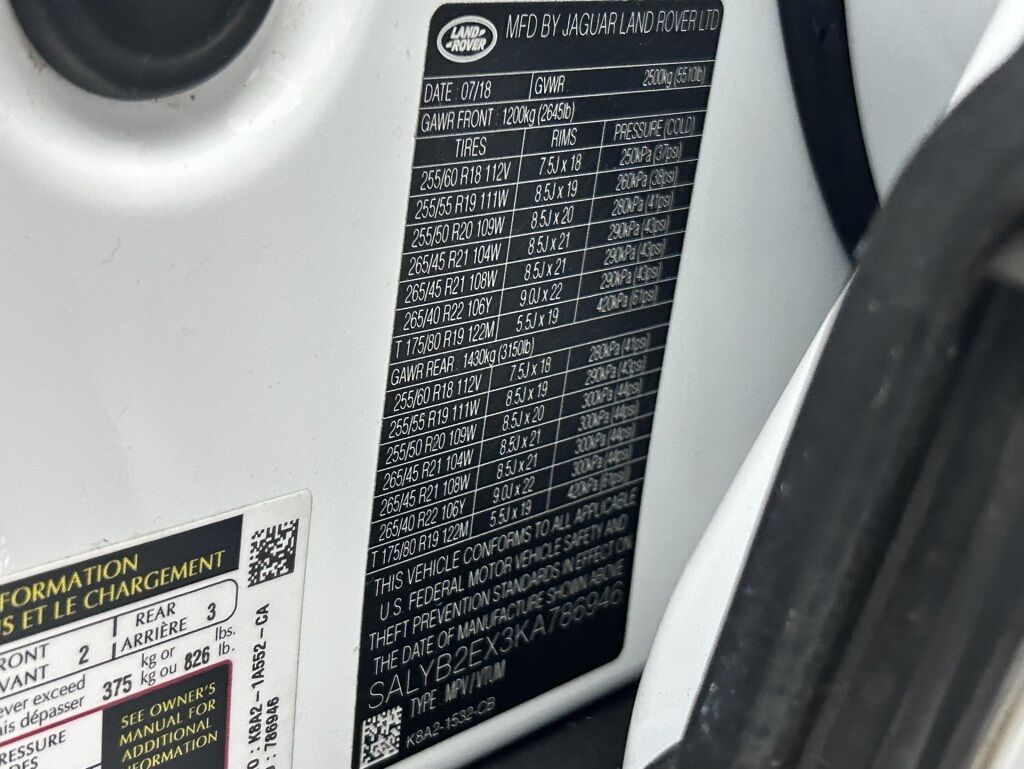 LAND ROVER
MFD BY JAGUAR LAND ROVER LTD
DATE : 07/18 GVWR 2500kg (5510lb)
GAWR FRONT : 1200kg (2645lb)
TIRES RIMS PRESSURE (COLD)
255/60 R18 112V 7.5J x 18 250kPa (37psi)
255/55 R19 111W 8.5J x 19 260kPa (38psi)
255/50 R20 109W 8.5J x 20 280kPa (41psi)
265/45 R21 104W 8.5J x 21 290kPa (43psi)
265/45 R21 108W 8.5J x 21 290kPa (43psi)
265/40 R22 106Y 9.0J x 22 290kPa (43psi)
T 175/80 R19 122M 5.5J x 19 420kPa (61psi)
GAWR REAR : 1430kg (3150lb)
255/60 R18 112V 7.5J x 18 280kPa (41psi)
255/55 R19 111W 8.5J x 19 290kPa (43psi)
255/50 R20 109W 8.5J x 20 300kPa (44psi)
265/45 R21 104W 8.5J x 21 300kPa (44psi)
265/45 R21 108W 8.5J x 21 300kPa (44psi)
265/40 R22 106Y 9.0J x 22 300kPa (44psi)
T 175/80 R19 122M 5.5J x 19 420kPa (61psi)
THIS VEHICLE CONFORMS TO ALL APPLICABLE
U.S. FEDERAL MOTOR VEHICLE SAFETY AND
THEFT PREVENTION STANDARDS IN EFFECT ON
THE DATE OF MANUFACTURE SHOWN ABOVE
SALYB2EX3KA786946
TYPE : MPV/VTUM
K8A2-1532-CB
FORMATION
US ET LE CHARGEMENT
RONT
VANT 2 REAR
ARRIÈRE 3
ever exceed
ais dépasser 375 kg or
kg ou 826 lbs.
lb.
RESSURE
DES
SEE OWNER'S
MANUAL FOR
ADDITIONAL
INFORMATION
: K8A2-1A552-CA
: 786946